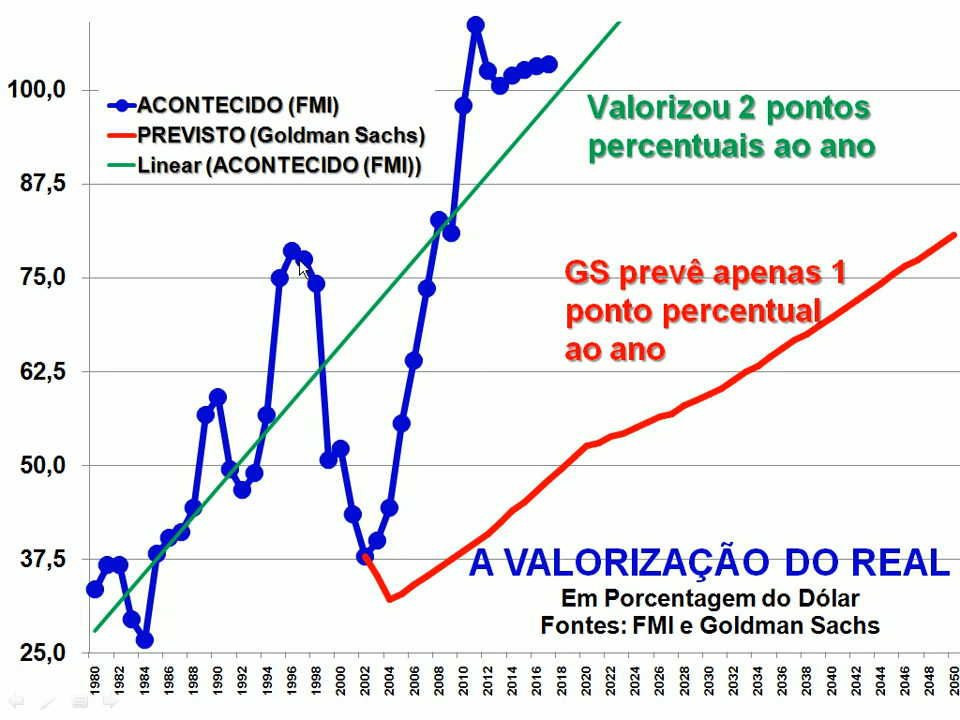 100,0
87,5
75,0
62,5
50,0
37,5
25,0
ACONTECIDO (FMI)
PREVISTO (Goldman Sachs)
Linear (ACONTECIDO (FMI))
Valorizou 2 pontos
percentuais ao ano
GS prevê apenas 1
ponto percentual
ao ano
A VALORIZAÇÃO DO REAL
Em Porcentagem do Dólar
Fontes: FMI e Goldman Sachs
1980 1982 1984 1986 1988 1990 1992 1994 1996 1998 2000 2002 2004 2006 2008 2010 2012 2014 2016 2018 2020 2022 2024 2026 2028 2030 2032 2034 2036 2038 2040 2042 2044 2046 2048 2050